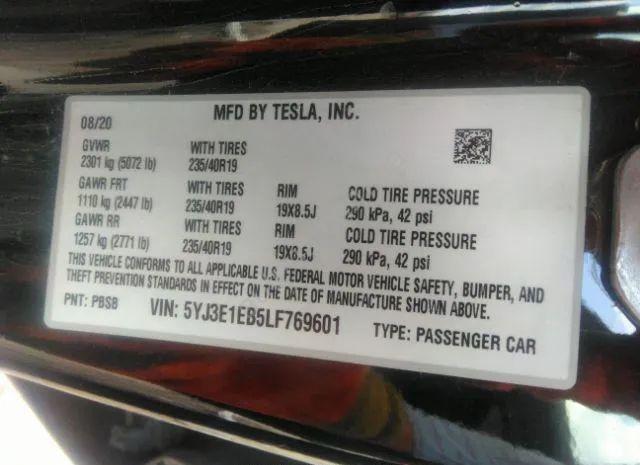 MFD BY TESLA, INC.
08/20
GVWR WITH TIRES
2301 kg (5072 lb) 235/40R19
GAWR FRT WITH TIRES RIM COLD TIRE PRESSURE
1110 kg (2447 lb) 235/40R19 19X8.5J 290 kPa, 42 psi
GAWR RR WITH TIRES RIM COLD TIRE PRESSURE
1257 kg (2771 lb) 235/40R19 19X8.5J 290 kPa, 42 psi
THIS VEHICLE CONFORMS TO ALL APPLICABLE U.S. FEDERAL MOTOR VEHICLE SAFETY, BUMPER, AND
THEFT PREVENTION STANDARDS IN EFFECT ON THE DATE OF MANUFACTURE SHOWN ABOVE.
PNT: PBSB VIN: 5YJ3E1EB5LF769601 TYPE: PASSENGER CAR